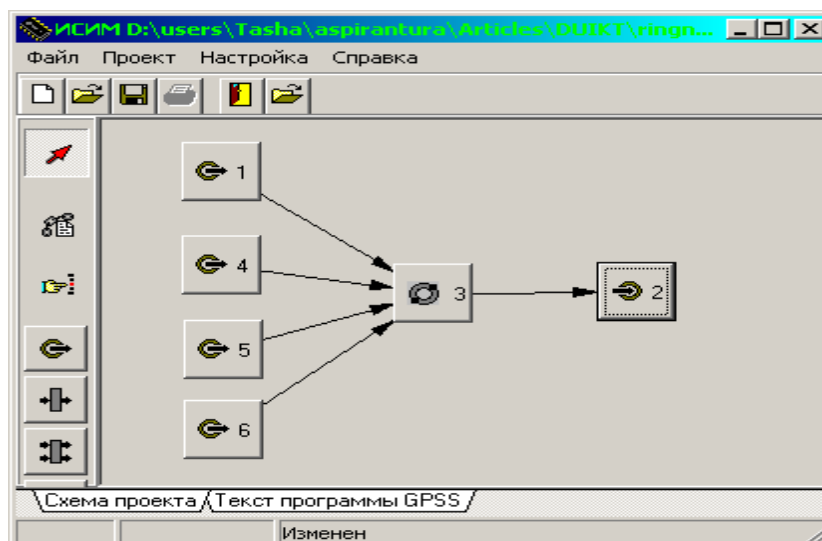 ИСИМ D:\users\Tasha\aspirantura\Articles\DUIKT\ringn...
Файл Проект Настройка Справка
1
4
3
2
5
6
Схема проекта Текст программы GPSS
Изменен